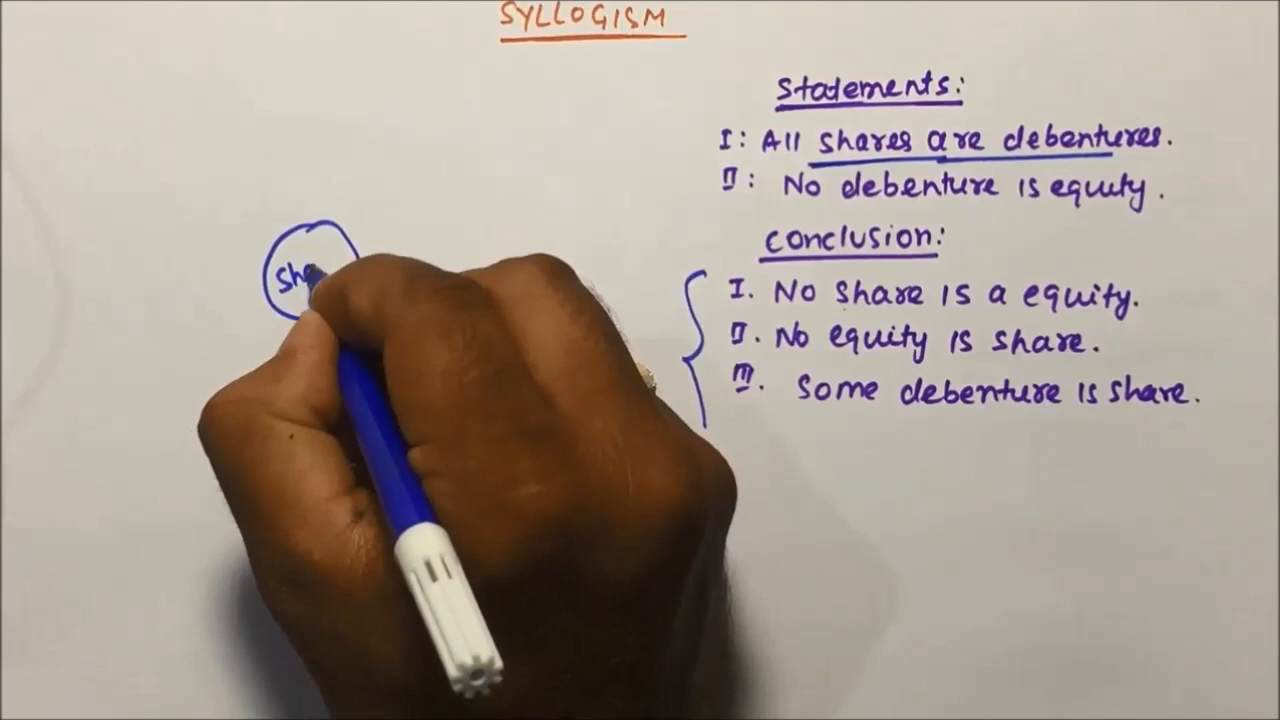 SYLLOGISM
Statements:
I: All shares are debentures.
II: No debenture is equity.
Conclusion:
I. No share is a equity.
II. No equity is share.
III. Some debenture is share.